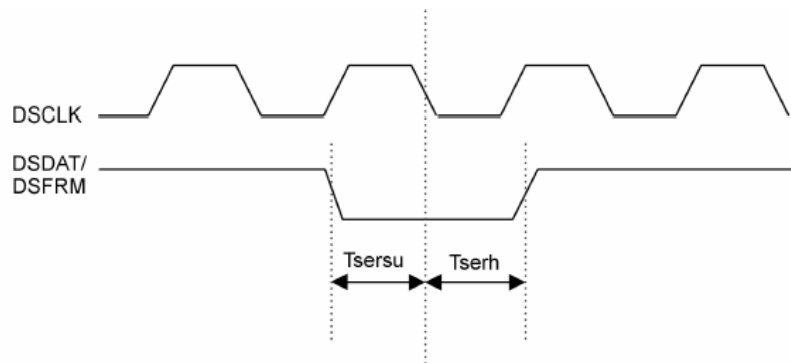 DSCLK
DSDAT/
DSFRM
Tsersu
Tserh